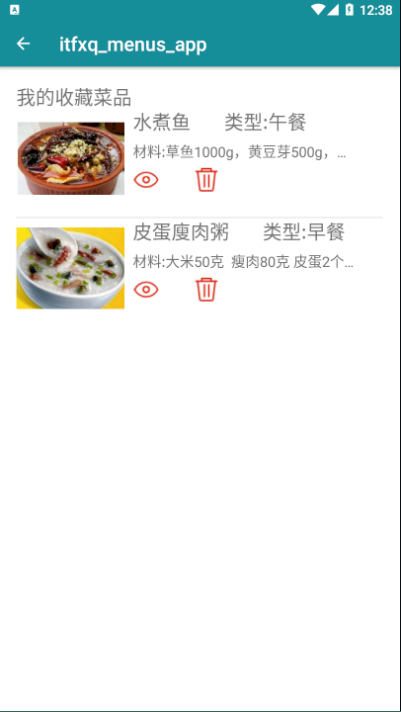 A
12:38
itfxq_menus_app
我的收藏菜品
水煮鱼 类型:午餐
材料:草鱼1000g，黄豆芽500g，...
皮蛋廋肉粥 类型:早餐
材料:大米50克 瘦肉80克 皮蛋2个...